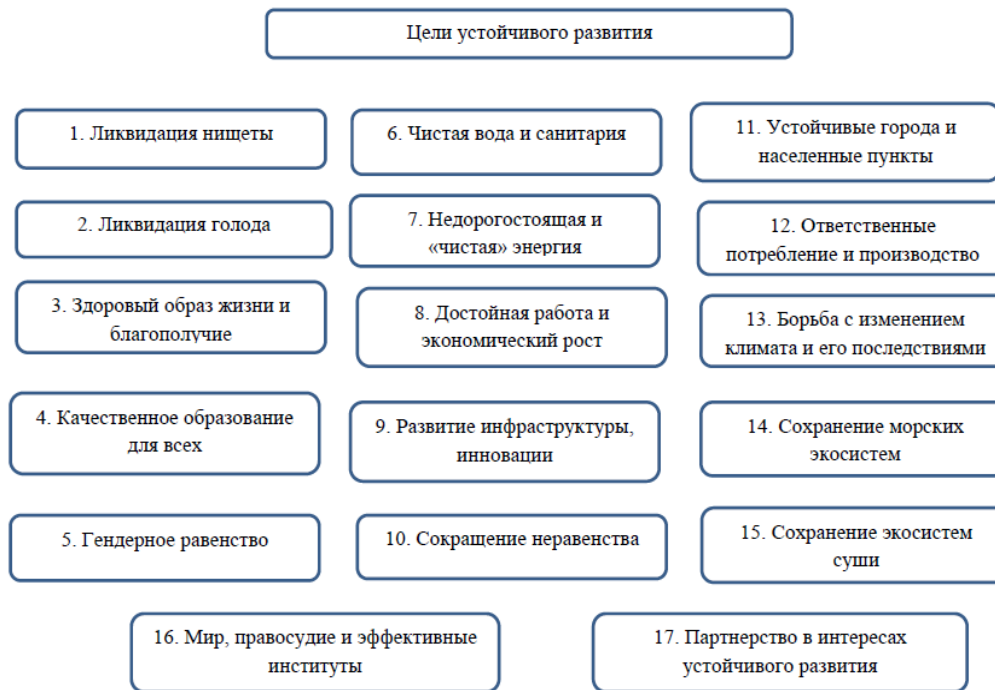 Цели устойчивого развития
1. Ликвидация нищеты
2. Ликвидация голода
3. Здоровый образ жизни и
благополучие
4. Качественное образование
для всех
5. Гендерное равенство
6. Чистая вода и санитария
7. Недорогостоящая и
«чистая» энергия
8. Достойная работа и
экономический рост
9. Развитие инфраструктуры,
инновации
10. Сокращение неравенства
11. Устойчивые города и
населенные пункты
12. Ответственные
потребление и производство
13. Борьба с изменением
климата и его последствиями
14. Сохранение морских
экосистем
15. Сохранение экосистем
суши
16. Мир, правосудие и эффективные
институты
17. Партнерство в интересах
устойчивого развития